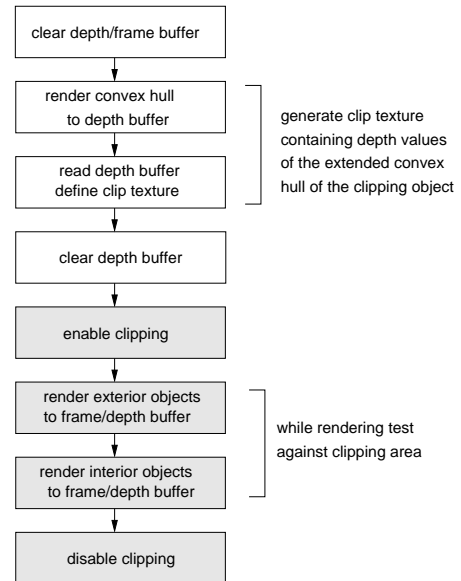 clear depth/frame buffer
render convex hull
to depth buffer
generate clip texture
containing depth values
of the extended convex
hull of the clipping object
read depth buffer
define clip texture
clear depth buffer
enable clipping
render exterior objects
to frame/depth buffer
while rendering test
against clipping area
render interior objects
to frame/depth buffer
disable clipping